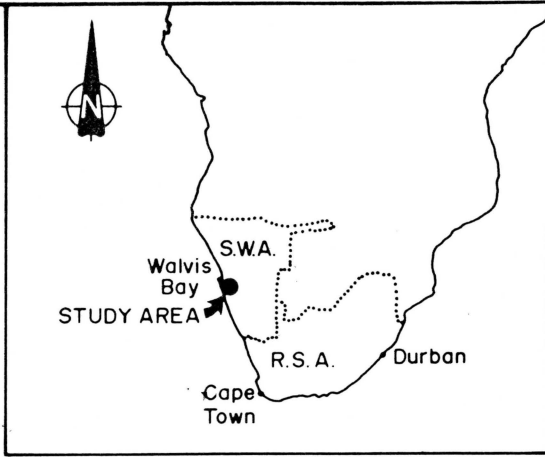 N
S.W.A.
Walvis
Bay
STUDY AREA
R.S.A.
Durban
Cape
Town